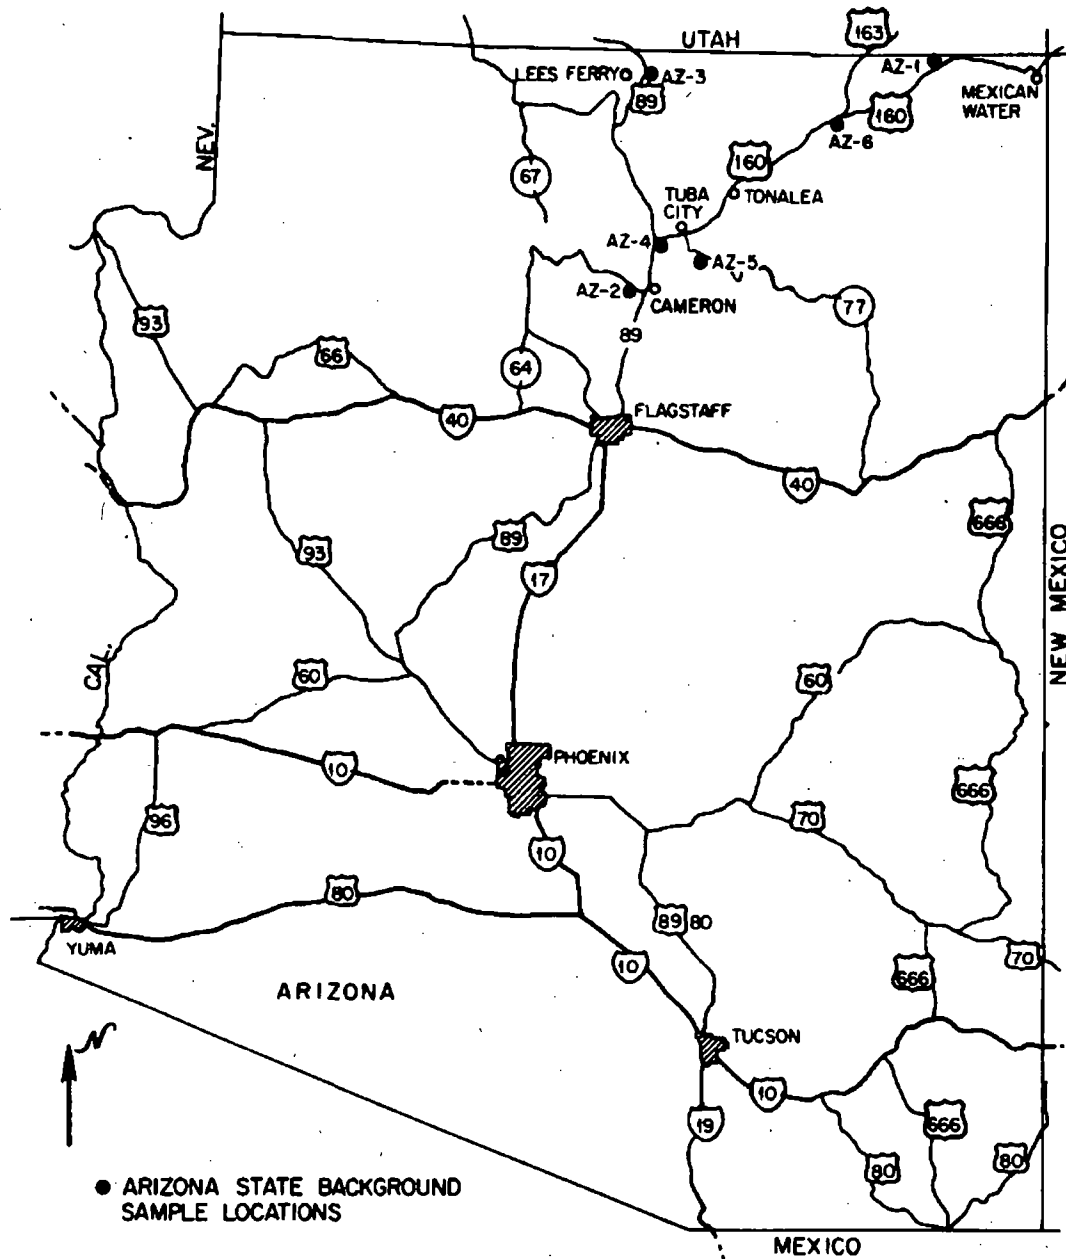 UTAH
163
AZ-1
LEES FERRY
AZ-3
89
MEXICAN
WATER
160
AZ-6
NEV.
160
67
TUBA
CITY
TONALEA
AZ-4
AZ-5
AZ-2
CAMERON
77
93
89
66
64
FLAGSTAFF
40
40
666
89
93
17
NEW MEXICO
CAL.
60
60
PHOENIX
10
666
96
70
10
80
89 80
YUMA
10
70
666
ARIZONA
N
TUCSON
10
19
666
80
80
ARIZONA STATE BACKGROUND
SAMPLE LOCATIONS
MEXICO